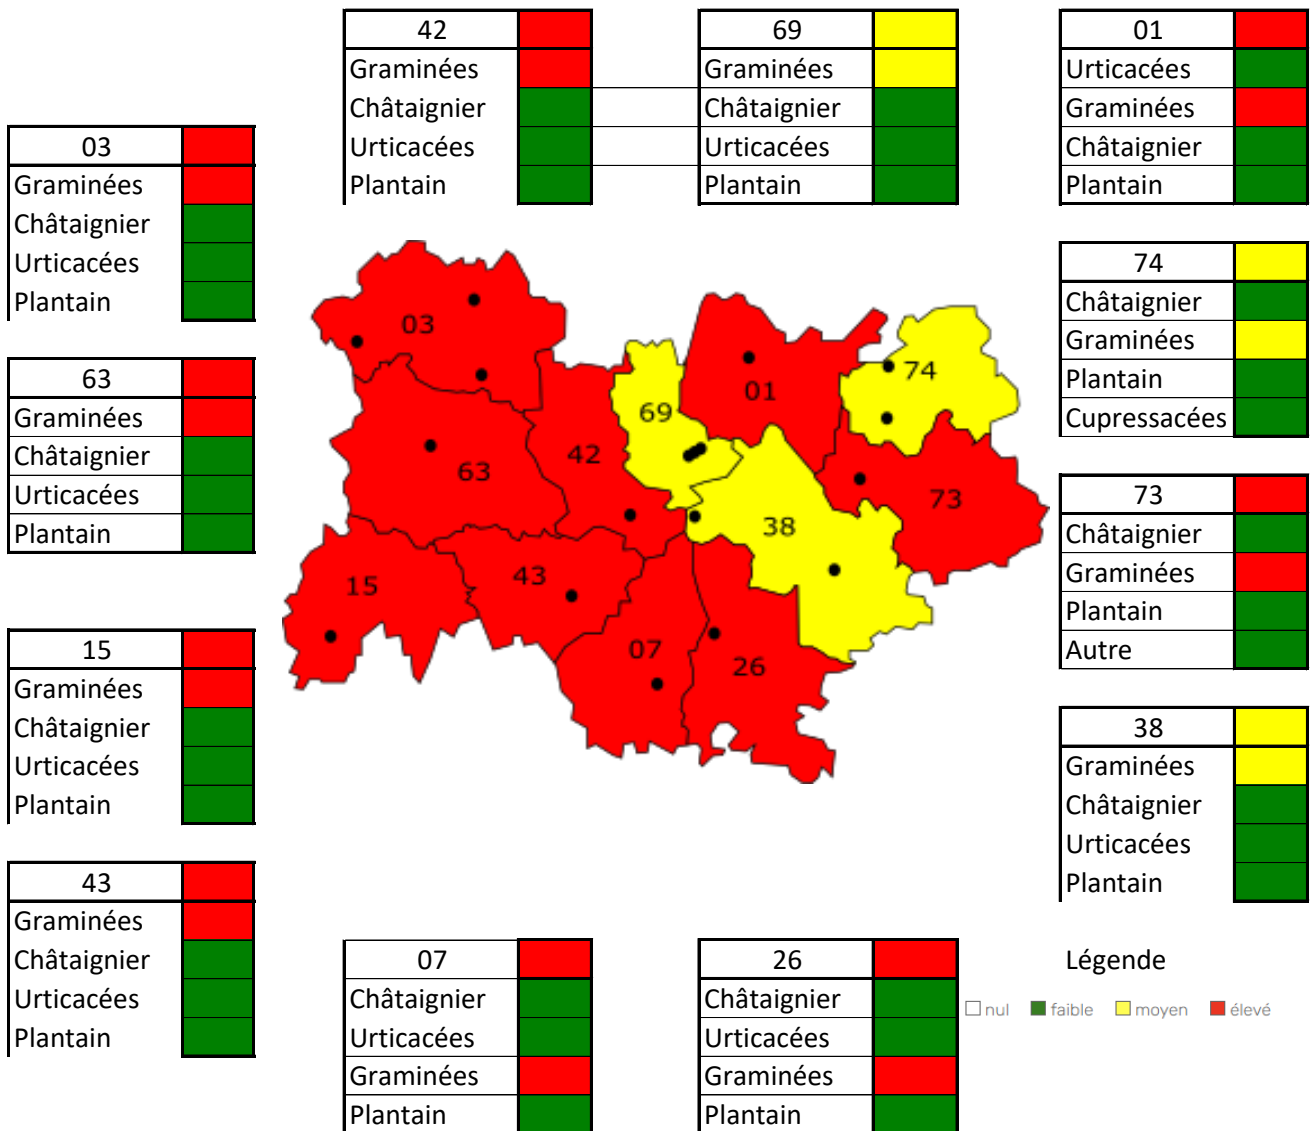 42
Graminées
Châtaignier
Urticacées
Plantain
69
Graminées
Châtaignier
Urticacées
Plantain
01
Urticacées
Graminées
Châtaignier
Plantain
03
Graminées
Châtaignier
Urticacées
Plantain
74
Châtaignier
Graminées
Plantain
Cupressacées
63
Graminées
Châtaignier
Urticacées
Plantain
03
74
01
69
42
63
73
38
43
15
07
26
73
Châtaignier
Graminées
Plantain
Autre
15
Graminées
Châtaignier
Urticacées
Plantain
38
Graminées
Châtaignier
Urticacées
Plantain
43
Graminées
Châtaignier
Urticacées
Plantain
07
Châtaignier
Urticacées
Graminées
Plantain
26
Châtaignier
Urticacées
Graminées
Plantain
Légende
nul faible moyen élevé